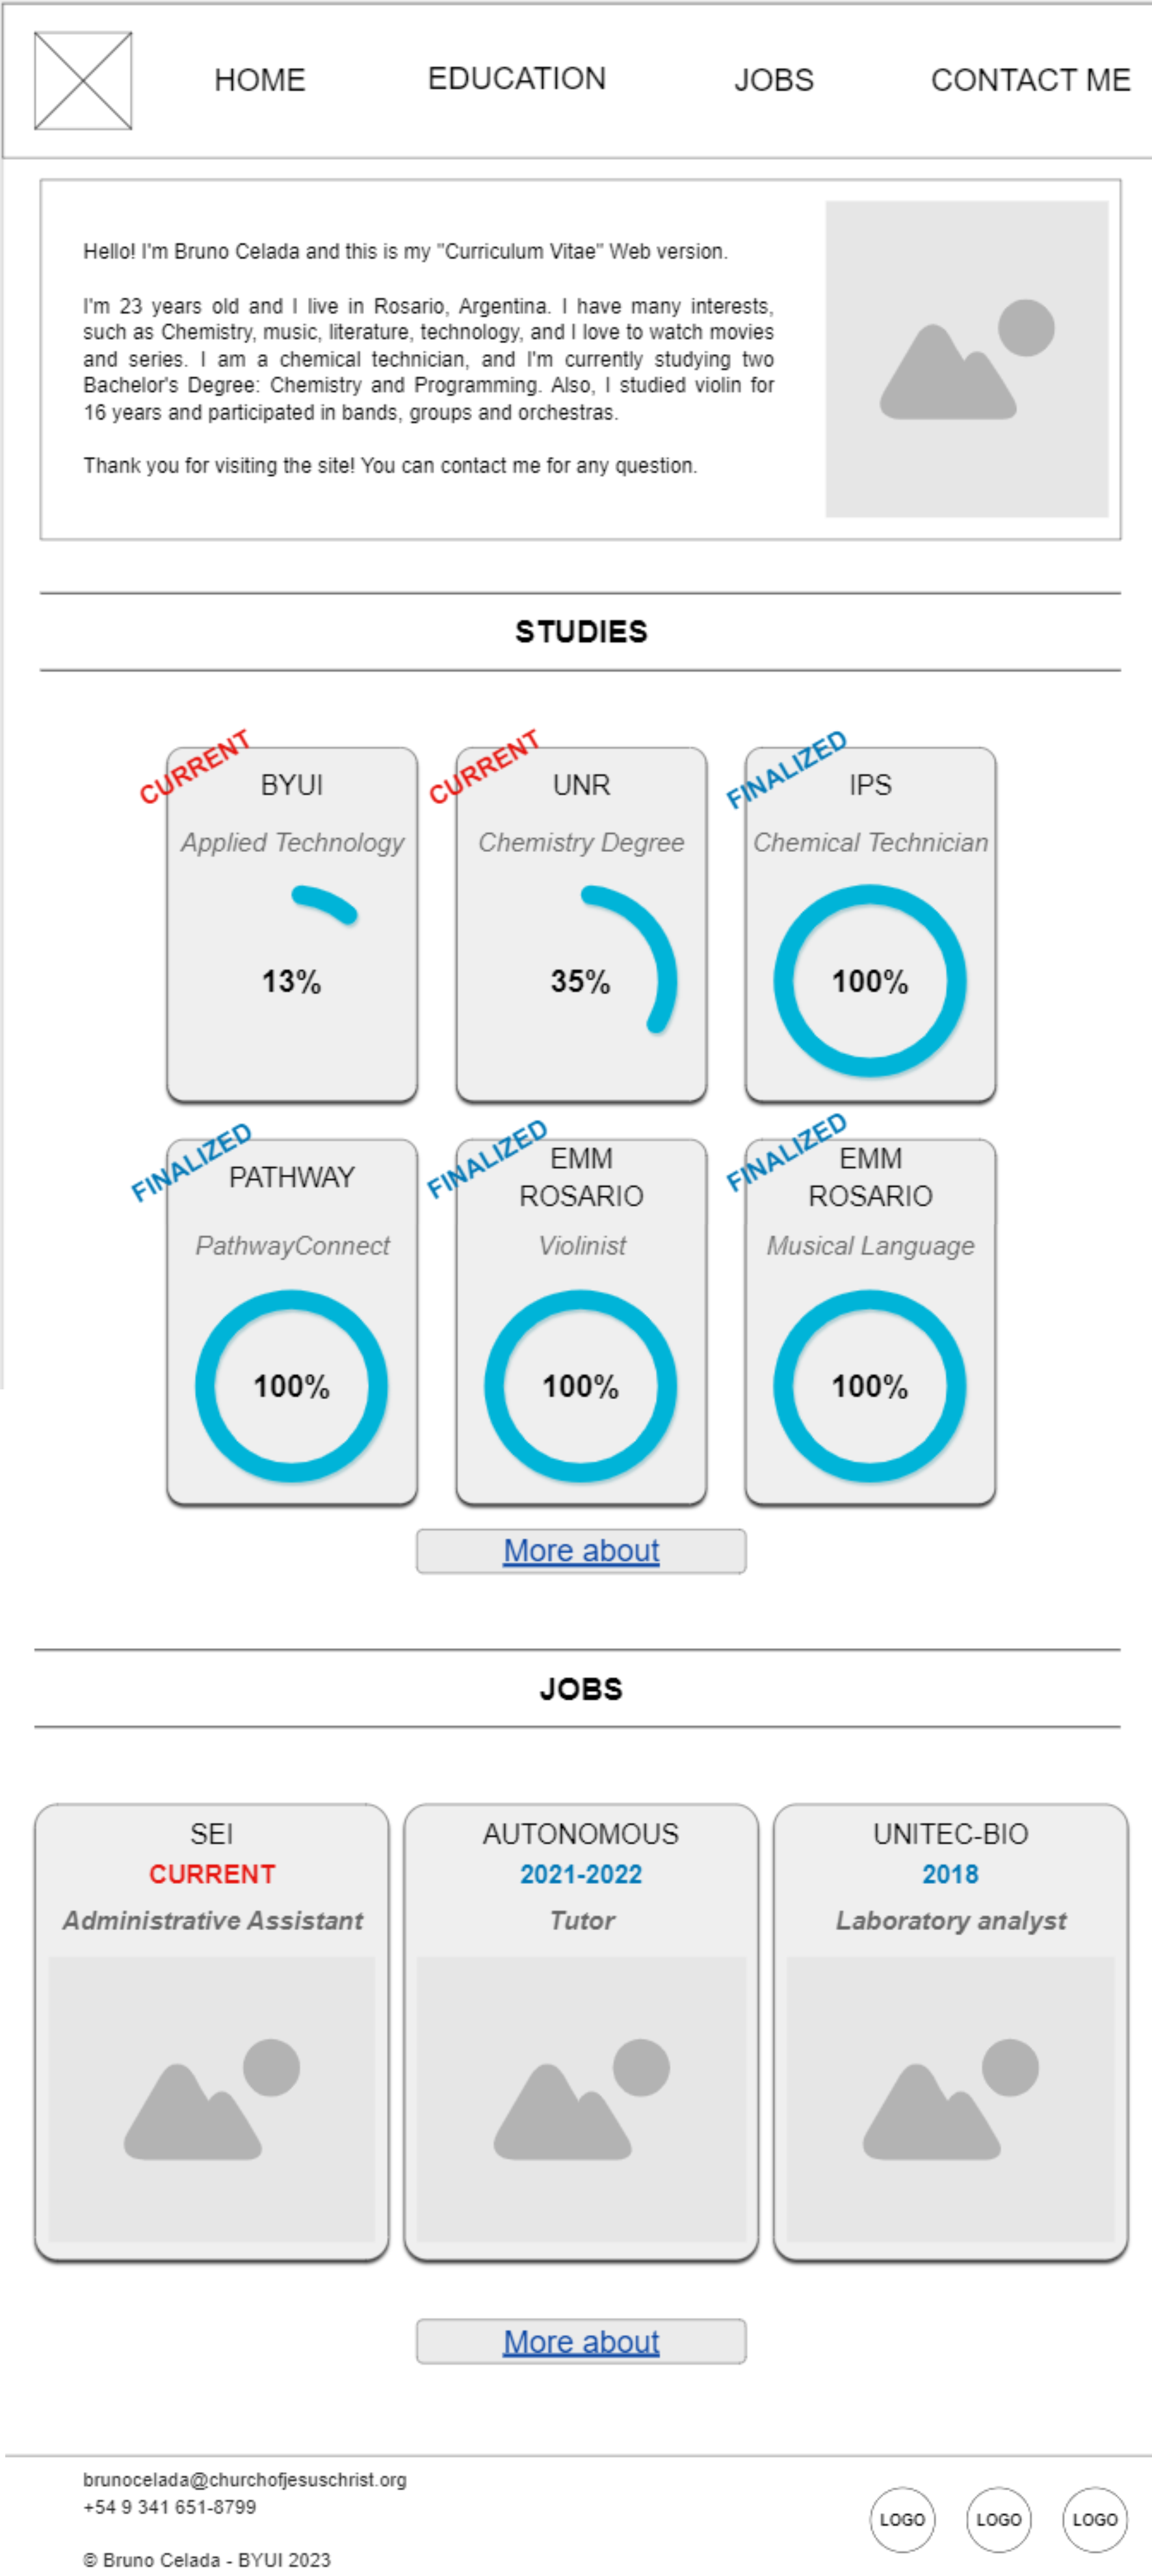 HOME
EDUCATION
JOBS
CONTACT ME
Hello! I'm Bruno Celada and this is my "Curriculum Vitae" Web version.
I'm 23 years old and I live in Rosario, Argentina. I have many interests,
such as Chemistry, music, literature, technology, and I love to watch movies
and series. I am a chemical technician, and I'm currently studying two
Bachelor's Degree: Chemistry and Programming. Also, I studied violin for
16 years and participated in bands, groups and orchestras.
Thank you for visiting the site! You can contact me for any question.
STUDIES
CURRENT
BYUI
Applied Technology
13%
CURRENT
UNR
Chemistry Degree
35%
FINALIZED
IPS
Chemical Technician
100%
FINALIZED
PATHWAY
PathwayConnect
100%
FINALIZED
EMM
ROSARIO
Violinist
100%
FINALIZED
EMM
ROSARIO
Musical Language
100%
More about
JOBS
SEI
CURRENT
Administrative Assistant
AUTONOMOUS
2021-2022
Tutor
UNITEC-BIO
2018
Laboratory analyst
More about
brunocelada@churchofjesuschrist.org
+54 9 341 651-8799
© Bruno Celada - BYUI 2023
LOGO
LOGO
LOGO